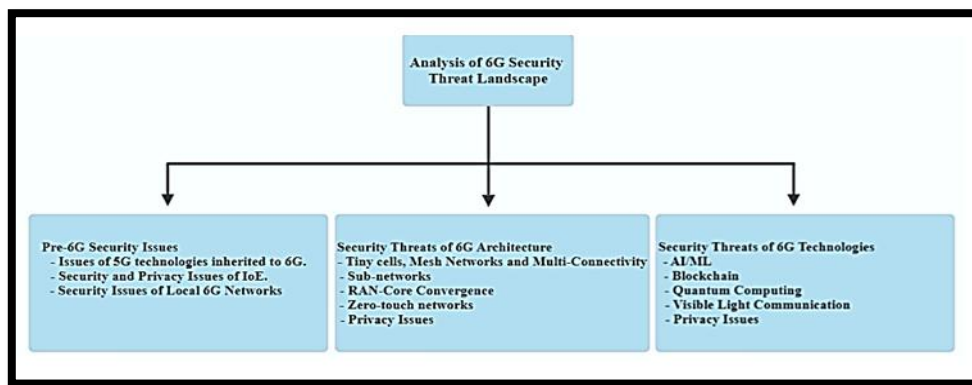 Analysis of 6G Security
Threat Landscape
Pre-6G Security Issues
- Issues of 5G technologies inherited to 6G.
- Security and Privacy Issues of IoE.
- Security Issues of Local 6G Networks
Security Threats of 6G Architecture
- Tiny cells, Mesh Networks and Multi-Connectivity
- Sub-networks
- RAN-Core Convergence
- Zero-touch networks
- Privacy Issues
Security Threats of 6G Technologies
- AI/ML
- Blockchain
- Quantum Computing
- Visible Light Communication
- Privacy Issues